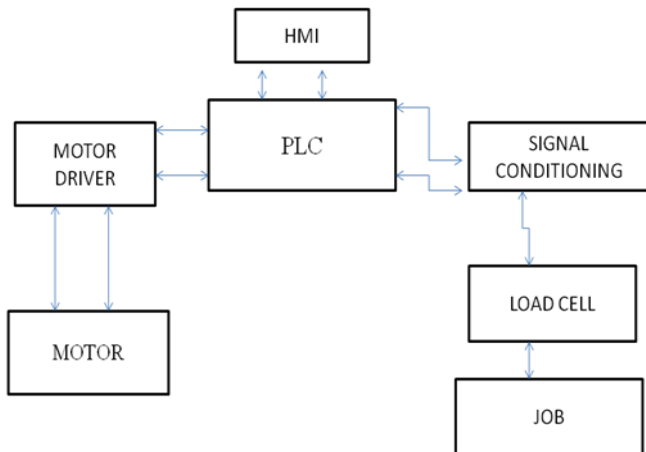 HMI
PLC
MOTOR
DRIVER
SIGNAL
CONDITIONING
LOAD CELL
MOTOR
JOB